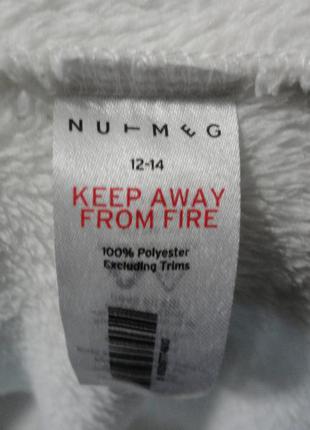 NUTMEG
12-14
KEEP AWAY
FROM FIRE
100% Polyester
Excluding Trims